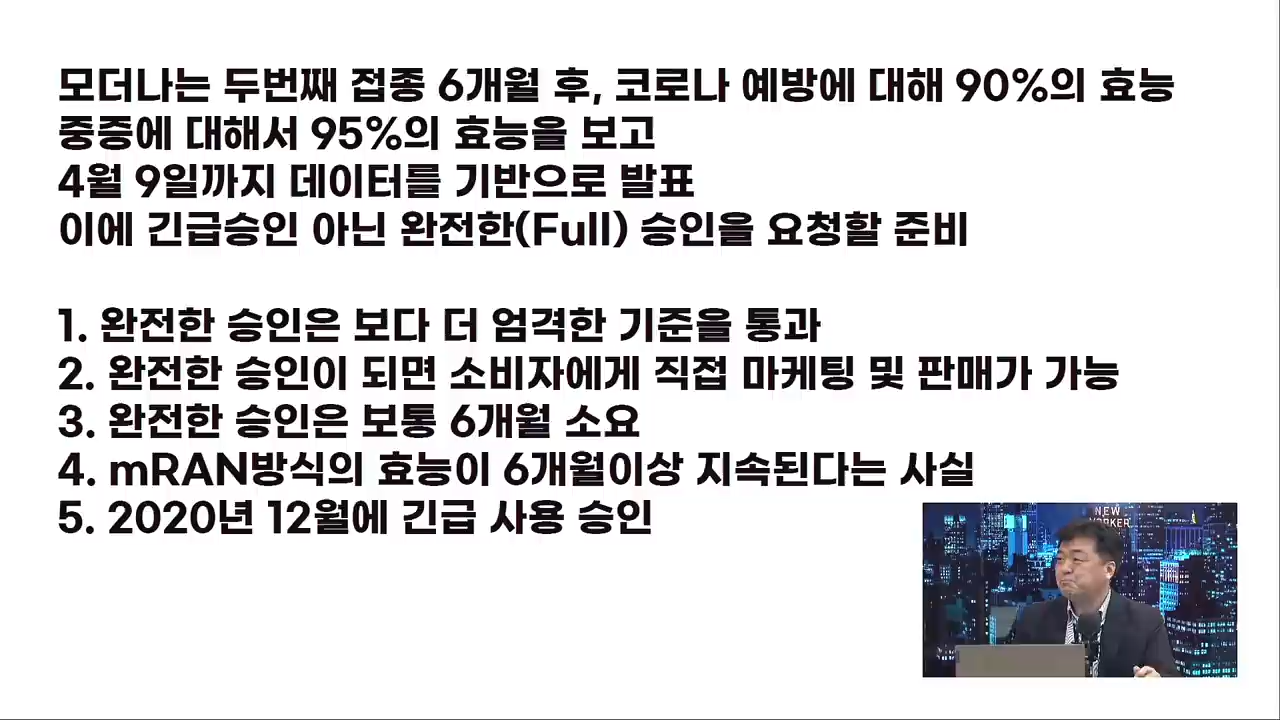 모더나는 두번째 접종 6개월 후, 코로나 예방에 대해 90%의 효능
중증에 대해서 95%의 효능을 보고
4월 9일까지 데이터를 기반으로 발표
이에 긴급승인 아닌 완전한(Full) 승인을 요청할 준비
1. 완전한 승인은 보다 더 엄격한 기준을 통과
2. 완전한 승인이 되면 소비자에게 직접 마케팅 및 판매가 가능
3. 완전한 승인은 보통 6개월 소요
4. mRAN방식의 효능이 6개월이상 지속된다는 사실
5. 2020년 12월에 긴급 사용 승인
NEW
YORKER